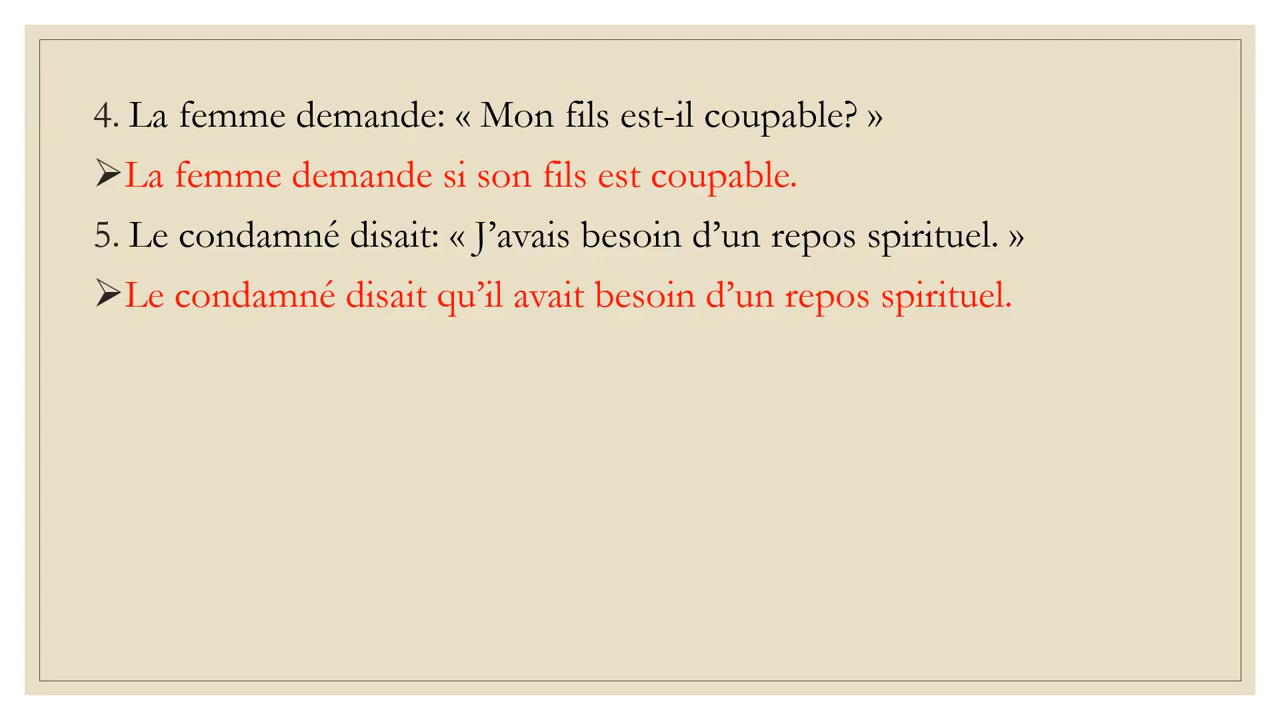 4. La femme demande: « Mon fils est-il coupable? »
➢La femme demande si son fils est coupable.
5. Le condamné disait: « J’avais besoin d’un repos spirituel. »
➢Le condamné disait qu’il avait besoin d’un repos spirituel.